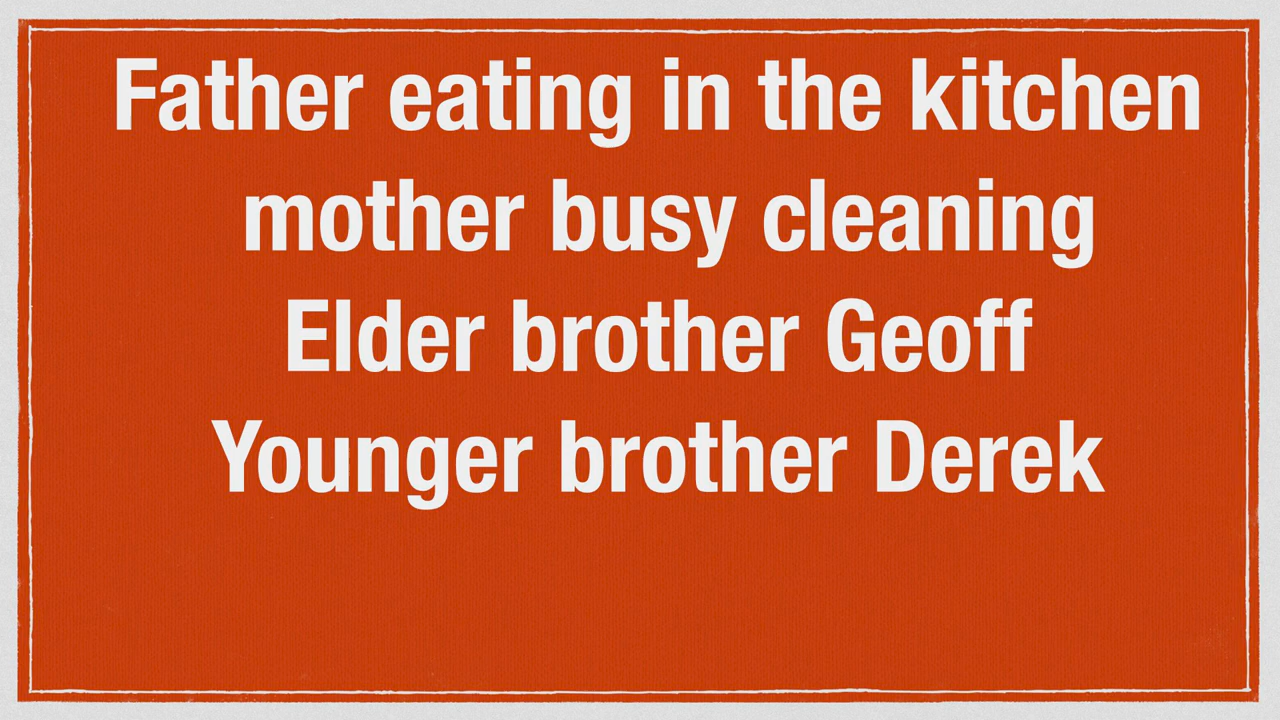 Father eating in the kitchen
mother busy cleaning
Elder brother Geoff
Younger brother Derek